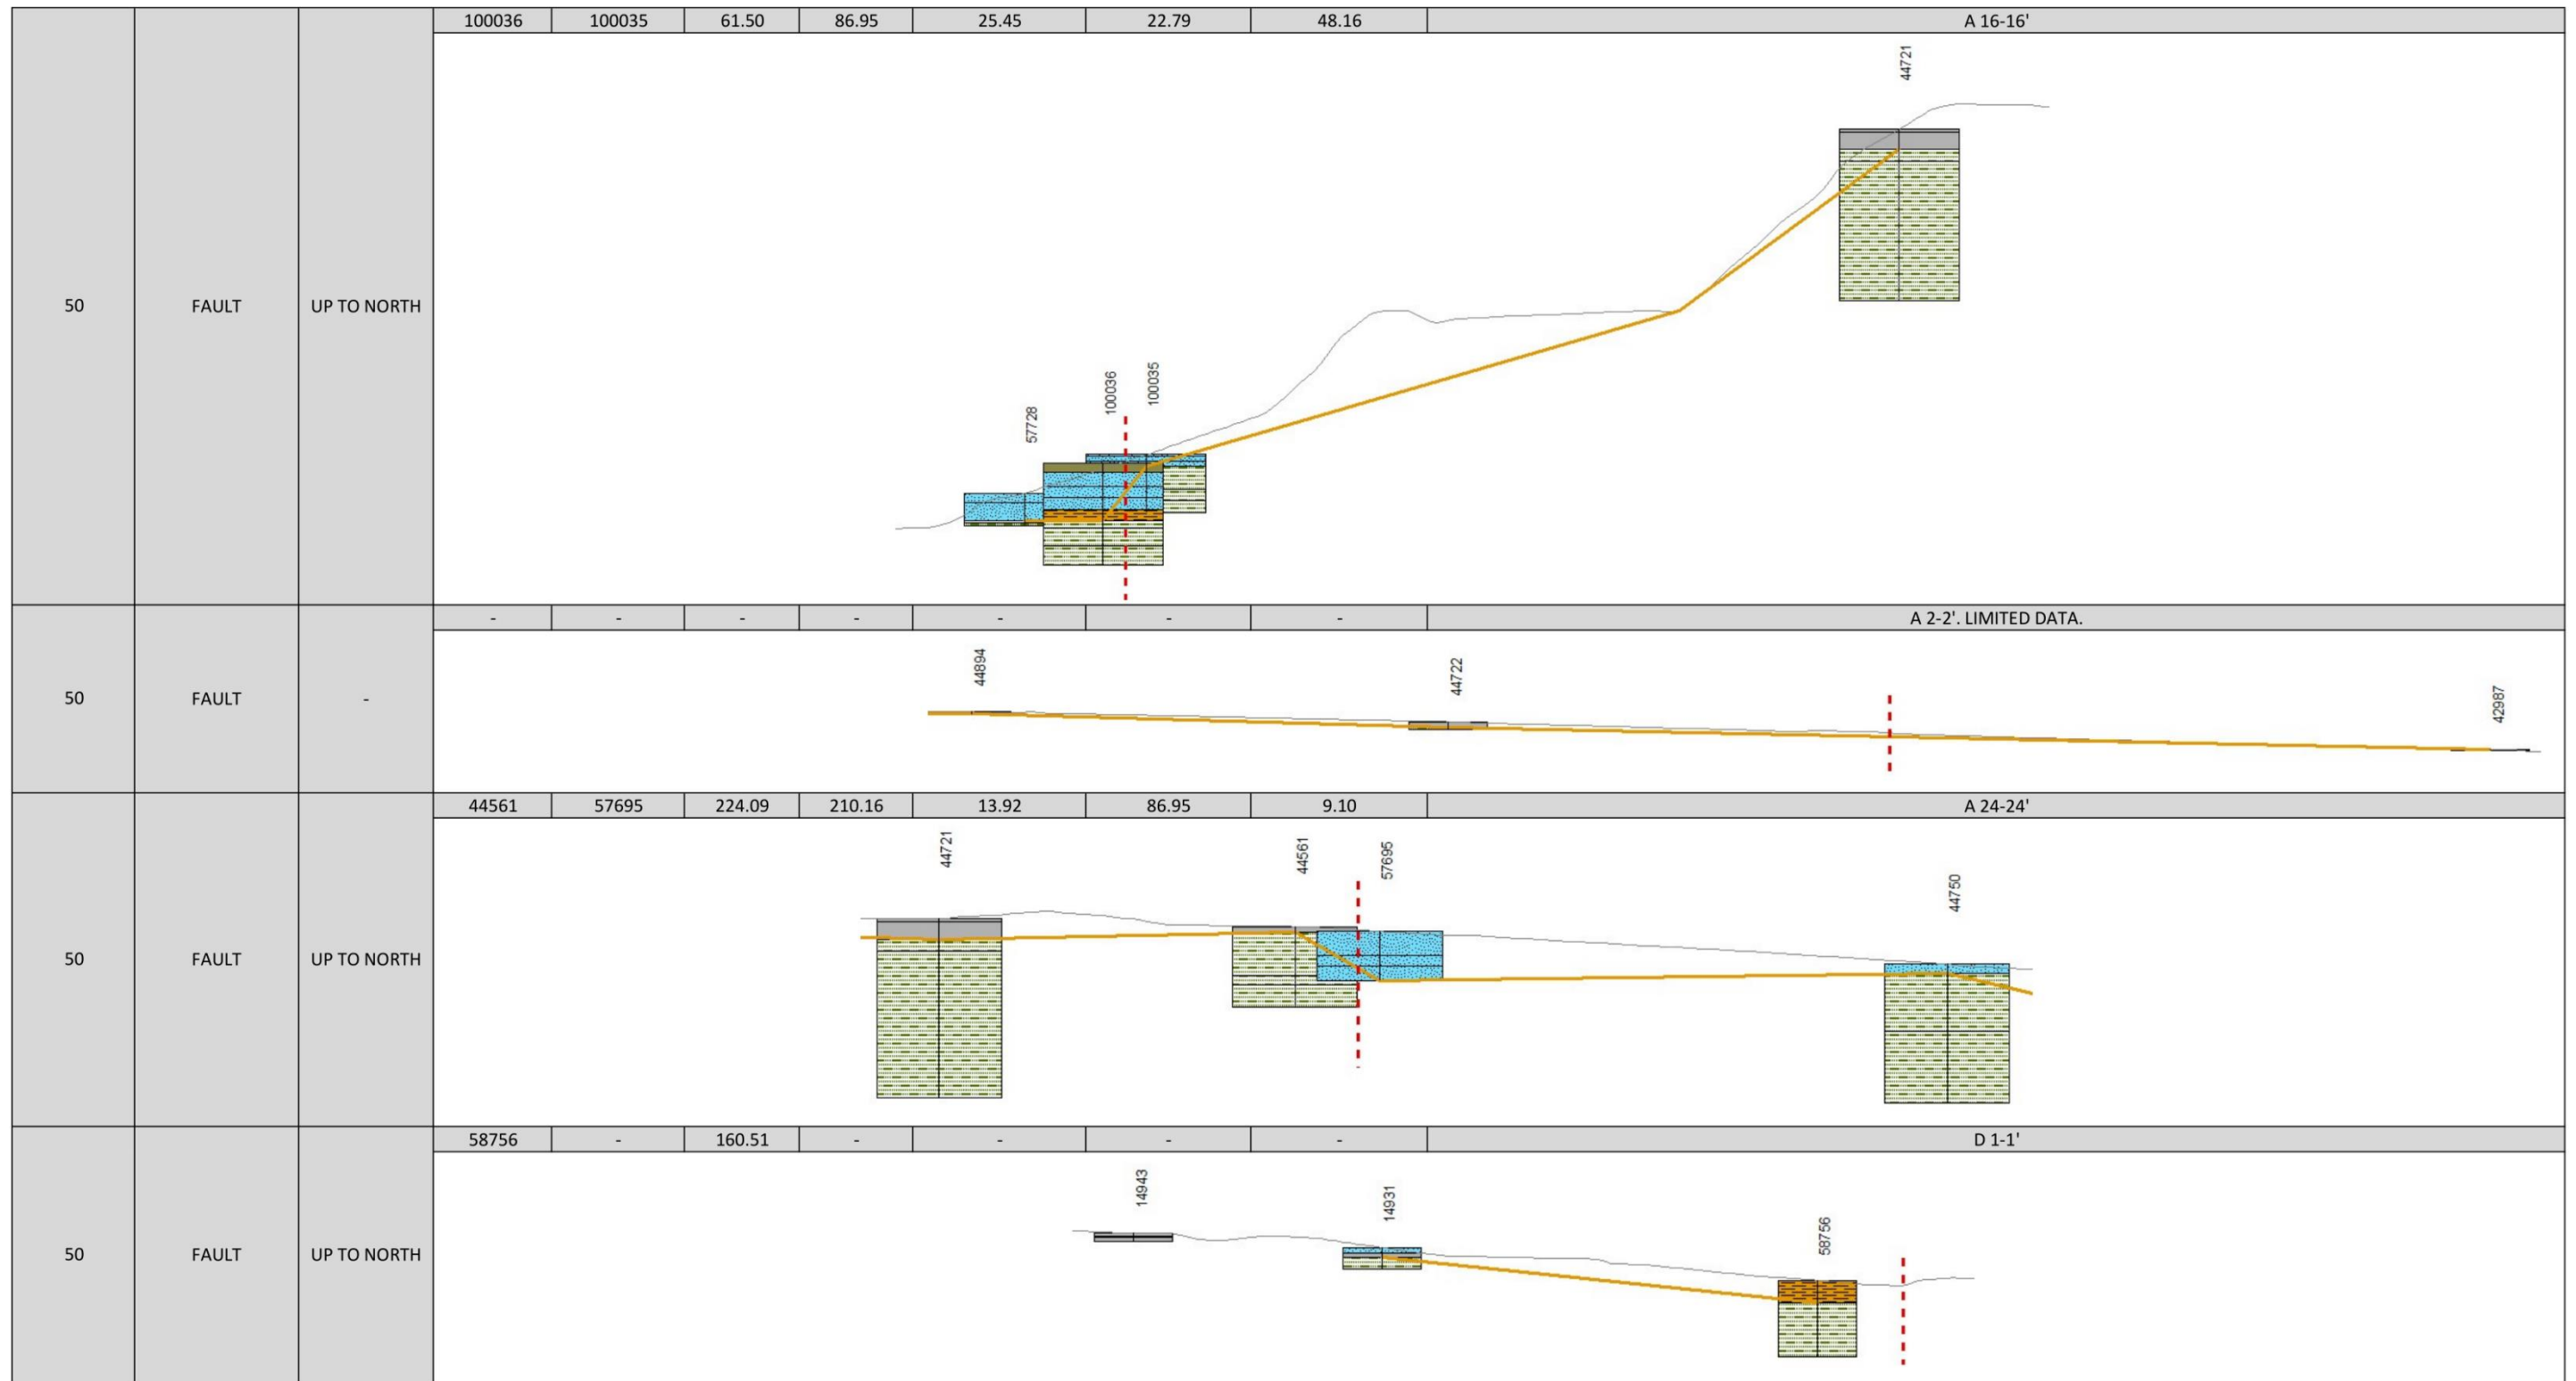 100036 100035 61.50 86.95 25.45 22.79 48.16 A 16-16'
44721
50 FAULT UP TO NORTH
100035
100036
57728
- - - - - - - A 2-2'. LIMITED DATA.
44894
44722
42987
50 FAULT -
44561 57695 224.09 210.16 13.92 86.95 9.10 A 24-24'
44721
44561
57695
44750
50 FAULT UP TO NORTH
58756 - 160.51 - - - - D 1-1'
14943
14931
58756
50 FAULT UP TO NORTH